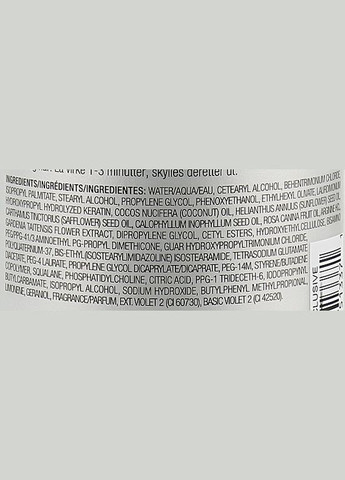 La virke 1-3 minutter, skylles deretter ut.
INGREDIENTS/INGRÉDIENTS/INGREDIENTES: WATER/AQUA/EAU, CETEARYL ALCOHOL, BEHENTRIMONIUM CHLORIDE,
ISOPROPYL PALMITATE, STEARYL ALCOHOL, PROPYLENE GLYCOL, PHENOXYETHANOL, ETHYLHEXYL OLIVATE, LAURDIMONIUM
HYDROXYPROPYL HYDROLYZED KERATIN, COCOS NUCIFERA (COCONUT) OIL, HELIANTHUS ANNUUS (SUNFLOWER) SEED OIL,
CARTHAMUS TINCTORIUS (SAFFLOWER) SEED OIL, CALOPHYLLUM INOPHYLLUM SEED OIL, ROSA CANINA FRUIT OIL, ARGININE HCL,
GARDENIA TAITENSIS FLOWER EXTRACT, DIPROPYLENE GLYCOL, CETYL ESTERS, HYDROXYETHYLCELLULOSE, BISAMINO
PEG/PPG-41/3 AMINOETHYL PG-PROPYL DIMETHICONE, GUAR HYDROXYPROPYLTRIMONIUM CHLORIDE,
POLYQUATERNIUM-37, BIS-ETHYL(ISOSTEARYLIMIDAZOLINE) ISOSTEARAMIDE, TETRASODIUM GLUTAMATE
DIACETATE, PEG-4 LAURATE, PROPYLENE GLYCOL DICAPRYLATE/DICAPRATE, PEG-14M, STYRENE/BUTADIENE
COPOLYMER, SQUALANE, PHOSPHATIDYLCHOLINE, CITRIC ACID, PPG-1 TRIDECETH-6, IODOPROPYNYL
BUTYLCARBAMATE, ISOPROPYL ALCOHOL, SODIUM HYDROXIDE, BUTYLPHENYL METHYLPROPIONAL,
LIMONENE, GERANIOL, FRAGRANCE/PARFUM, EXT. VIOLET 2 (CI 60730), BASIC VIOLET 2 (CI 42520).